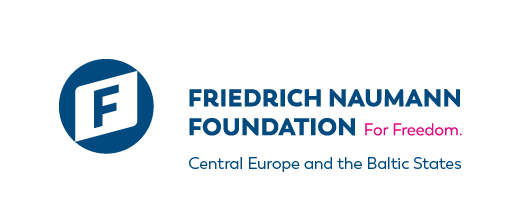 F
FRIEDRICH NAUMANN
FOUNDATION For Freedom.
Central Europe and the Baltic States